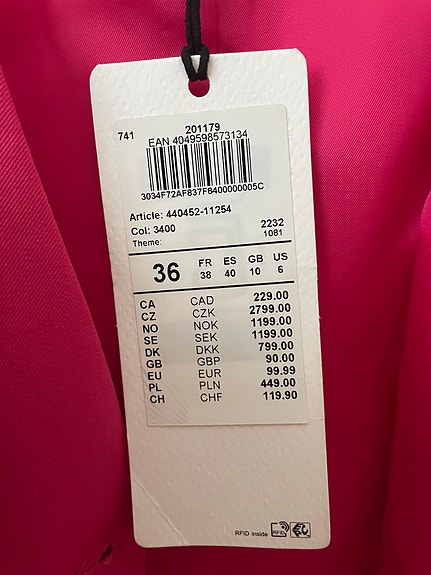 741
201179
EAN 4049598573134
3034F72AF837F8400000005C
Article: 440452-11254
Col: 3400 2232
Theme: 1081
36 FR 38 ES 40 GB 10 US 6
CA CAD 229.00
CZ CZK 2799.00
NO NOK 1199.00
SE SEK 1199.00
DK DKK 799.00
GB GBP 90.00
EU EUR 99.99
PL PLN 449.00
CH CHF 119.90
RFID inside RFID